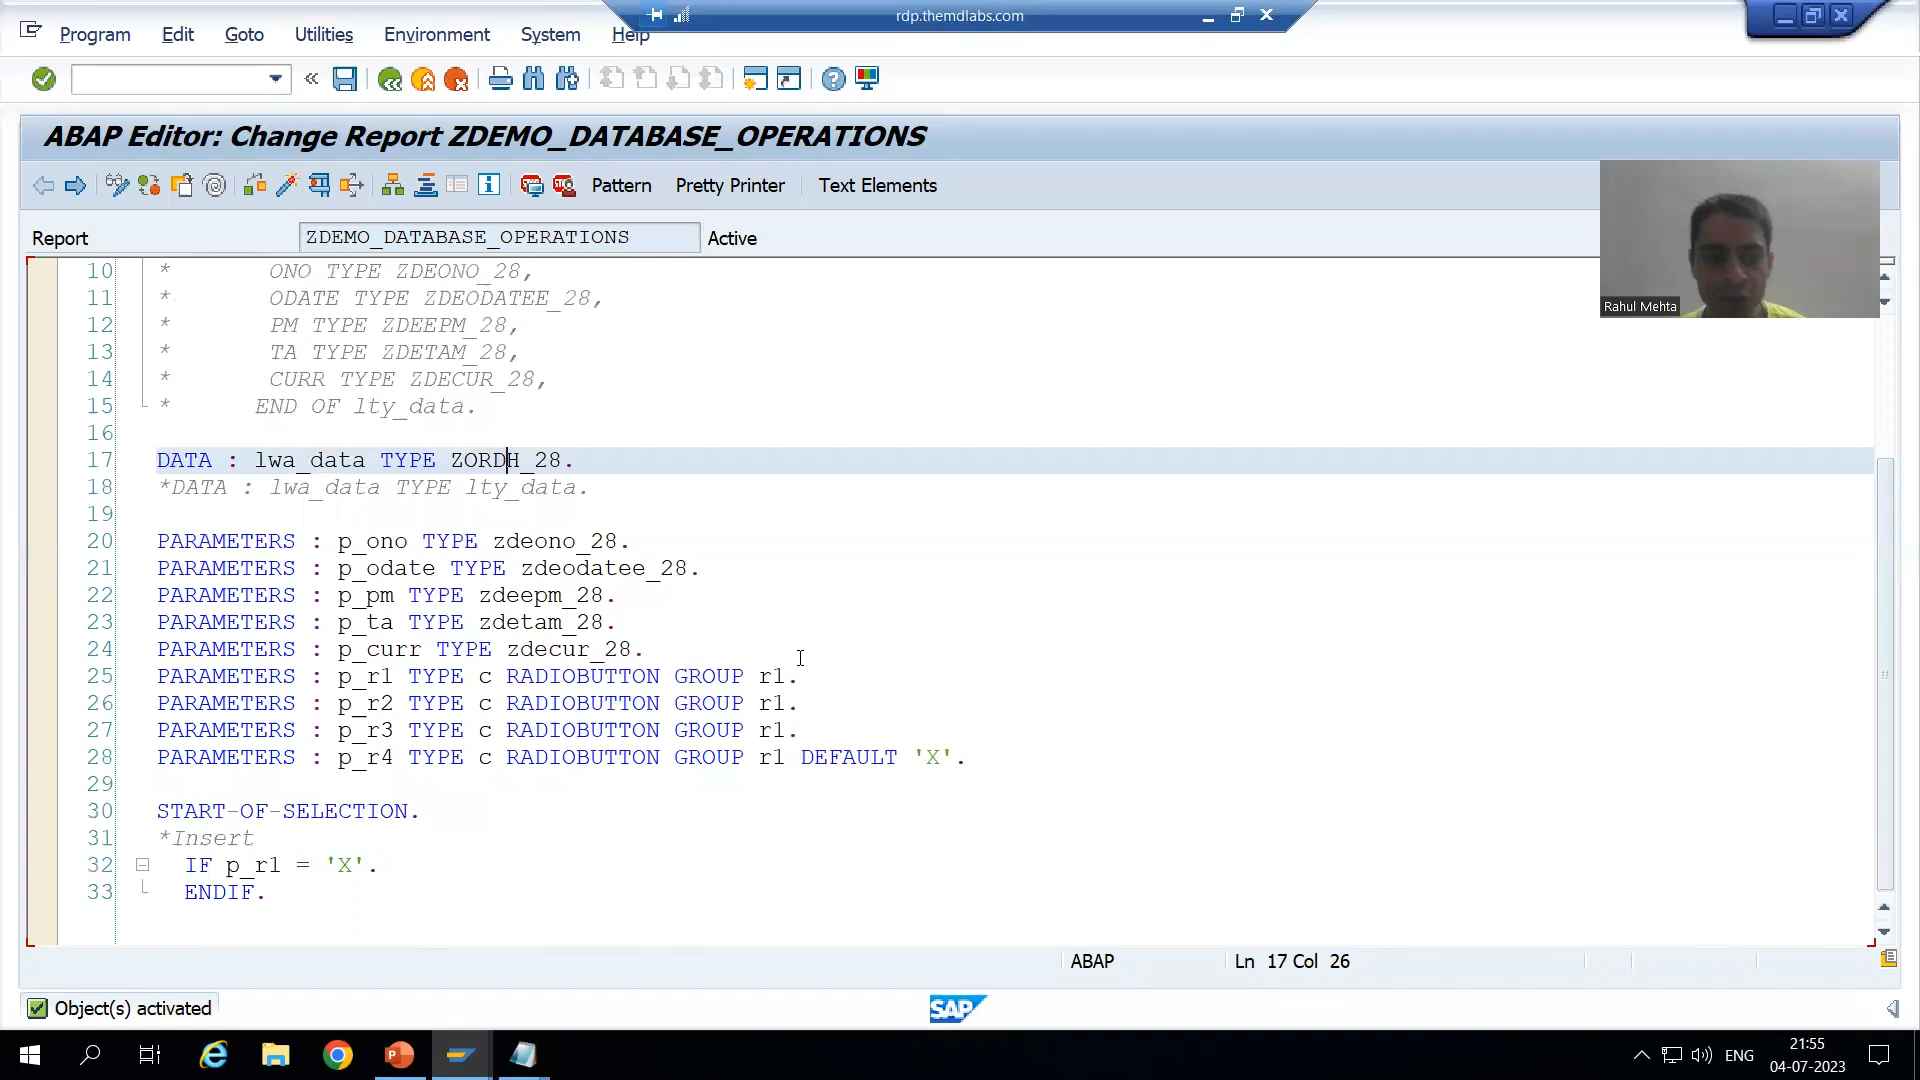 rdp.themdlabs.com
Program Edit Goto Utilities Environment System Help
ABAP Editor: Change Report ZDEMO_DATABASE_OPERATIONS
Pattern Pretty Printer Text Elements
Report ZDEMO_DATABASE_OPERATIONS Active
Rahul Mehta
10 * ONO TYPE ZDEONO_28,
11 * ODATE TYPE ZDEODATEE_28,
12 * PM TYPE ZDEEPM_28,
13 * TA TYPE ZDETAM_28,
14 * CURR TYPE ZDECUR_28,
15 * END OF lty_data.
16
17 DATA : lwa_data TYPE ZORDH_28.
18 *DATA : lwa_data TYPE lty_data.
19
20 PARAMETERS : p_ono TYPE zdeono_28.
21 PARAMETERS : p_odate TYPE zdeodatee_28.
22 PARAMETERS : p_pm TYPE zdeepm_28.
23 PARAMETERS : p_ta TYPE zdetam_28.
24 PARAMETERS : p_curr TYPE zdecur_28.
25 PARAMETERS : p_r1 TYPE c RADIOBUTTON GROUP r1.
26 PARAMETERS : p_r2 TYPE c RADIOBUTTON GROUP r1.
27 PARAMETERS : p_r3 TYPE c RADIOBUTTON GROUP r1.
28 PARAMETERS : p_r4 TYPE c RADIOBUTTON GROUP r1 DEFAULT 'X'.
29
30 START-OF-SELECTION.
31 *Insert
32 IF p_r1 = 'X'.
33 ENDIF.
ABAP Ln 17 Col 26
Object(s) activated
SAP
ENG
21:55
04-07-2023